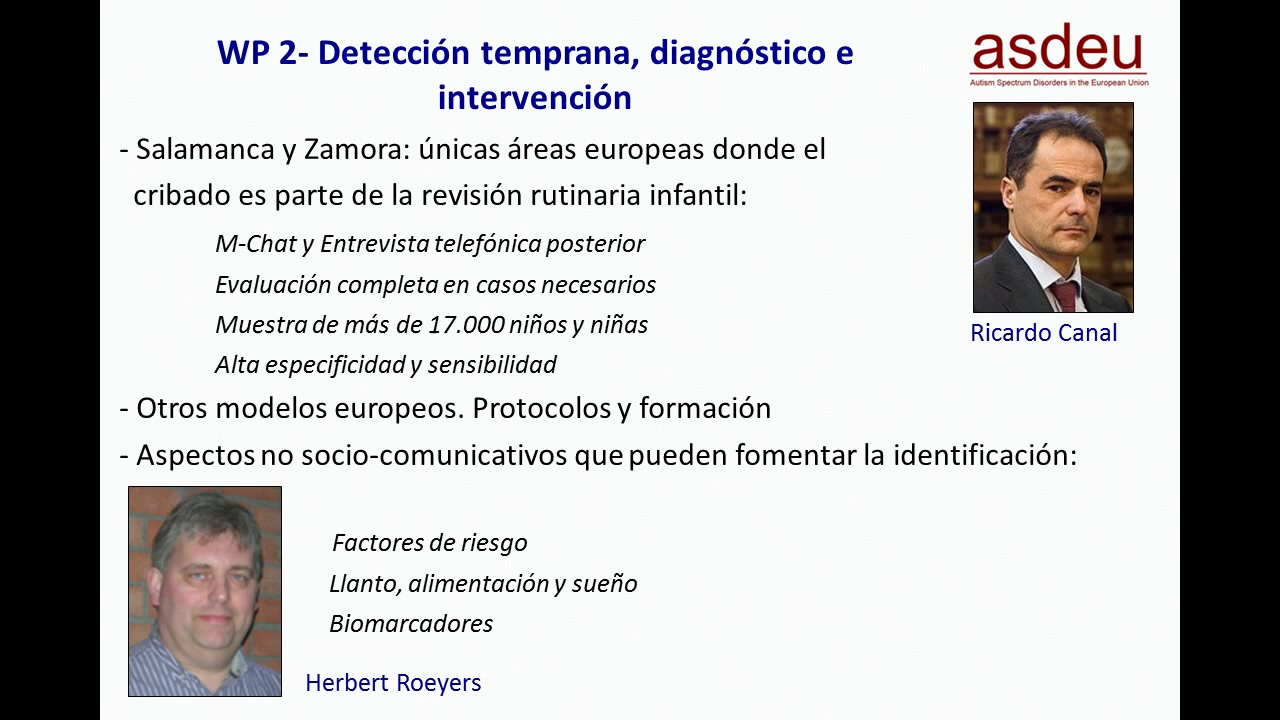 WP 2- Detección temprana, diagnóstico e
intervención
asdeu
Autism Spectrum Disorders in the European Union
- Salamanca y Zamora: únicas áreas europeas donde el
cribado es parte de la revisión rutinaria infantil:
M-Chat y Entrevista telefónica posterior
Evaluación completa en casos necesarios
Muestra de más de 17.000 niños y niñas
Alta especificidad y sensibilidad
Ricardo Canal
- Otros modelos europeos. Protocolos y formación
- Aspectos no socio-comunicativos que pueden fomentar la identificación:
Factores de riesgo
Llanto, alimentación y sueño
Biomarcadores
Herbert Roeyers